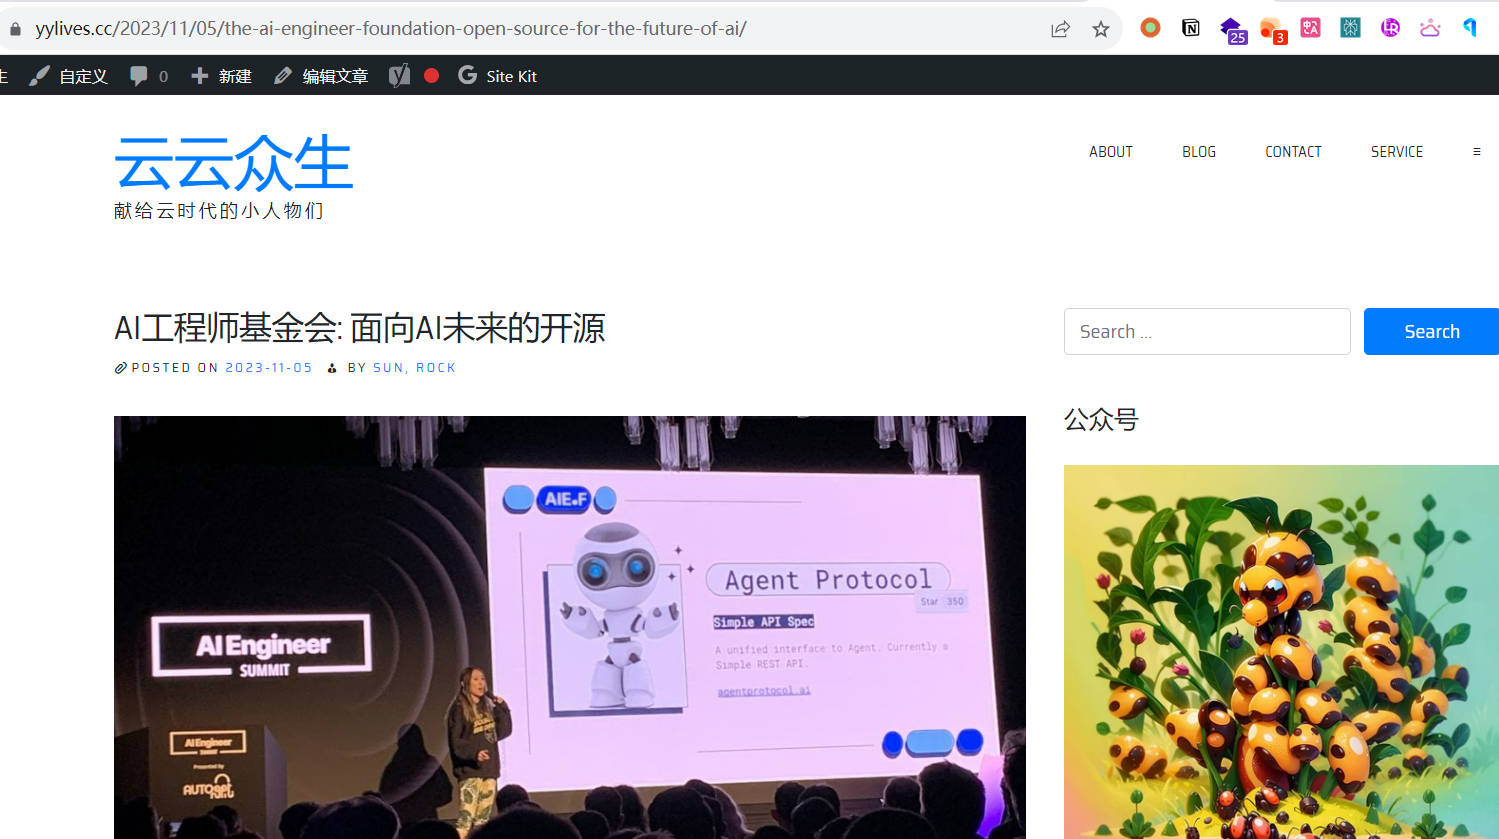 yylives.cc/2023/11/05/the-ai-engineer-foundation-open-source-for-the-future-of-ai/
25
3
自定义
0
新建
编辑文章
Site Kit
云云众生
献给云时代的小人物们
ABOUT
BLOG
CONTACT
SERVICE
AI工程师基金会: 面向AI未来的开源
POSTED ON 2023-11-05 BY SUN, ROCK
Search ...
Search
公众号
AIE.F
Agent Protocol
Star 350
Simple API Spec
A unified interface to Agent. Currently a
Simple REST API.
agentprotocol.ai
AI Engineer
SUMMIT
AI Engineer
SUMMIT
Presented by